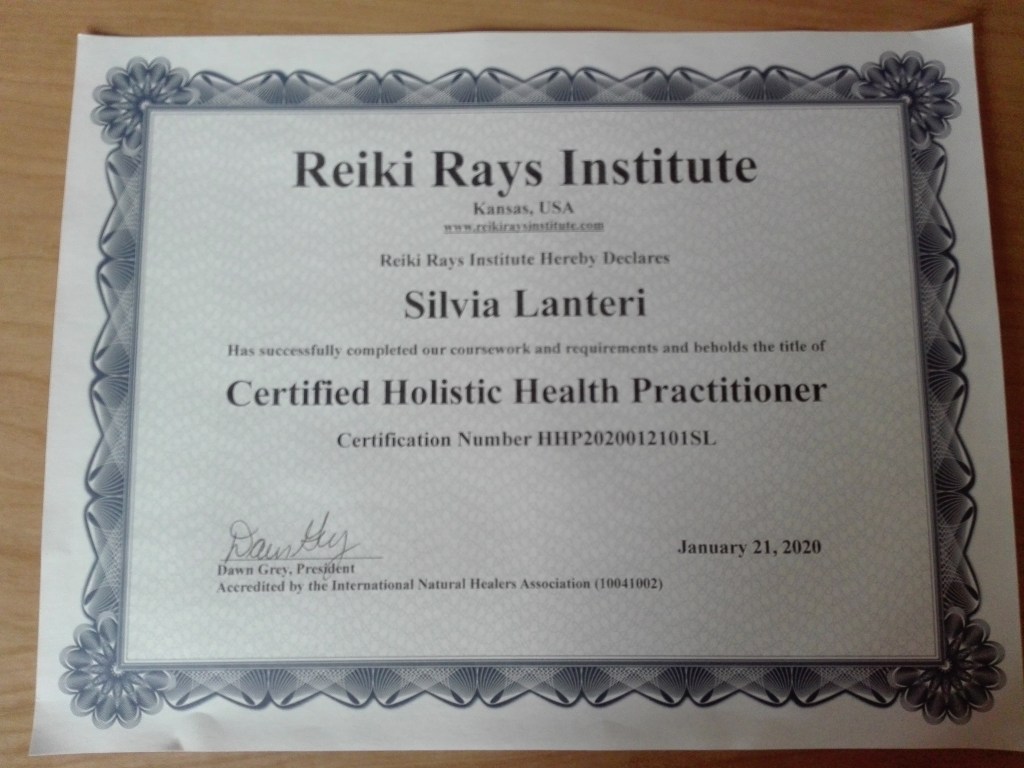 Reiki Rays Institute
Kansas, USA
www.reikiraysinstitute.com
Reiki Rays Institute Hereby Declares
Silvia Lanteri
Has successfully completed our coursework and requirements and beholds the title of
Certified Holistic Health Practitioner
Certification Number HHP2020012101SL
Dawn Grey
January 21, 2020
Dawn Grey, President
Accredited by the International Natural Healers Association (10041002)